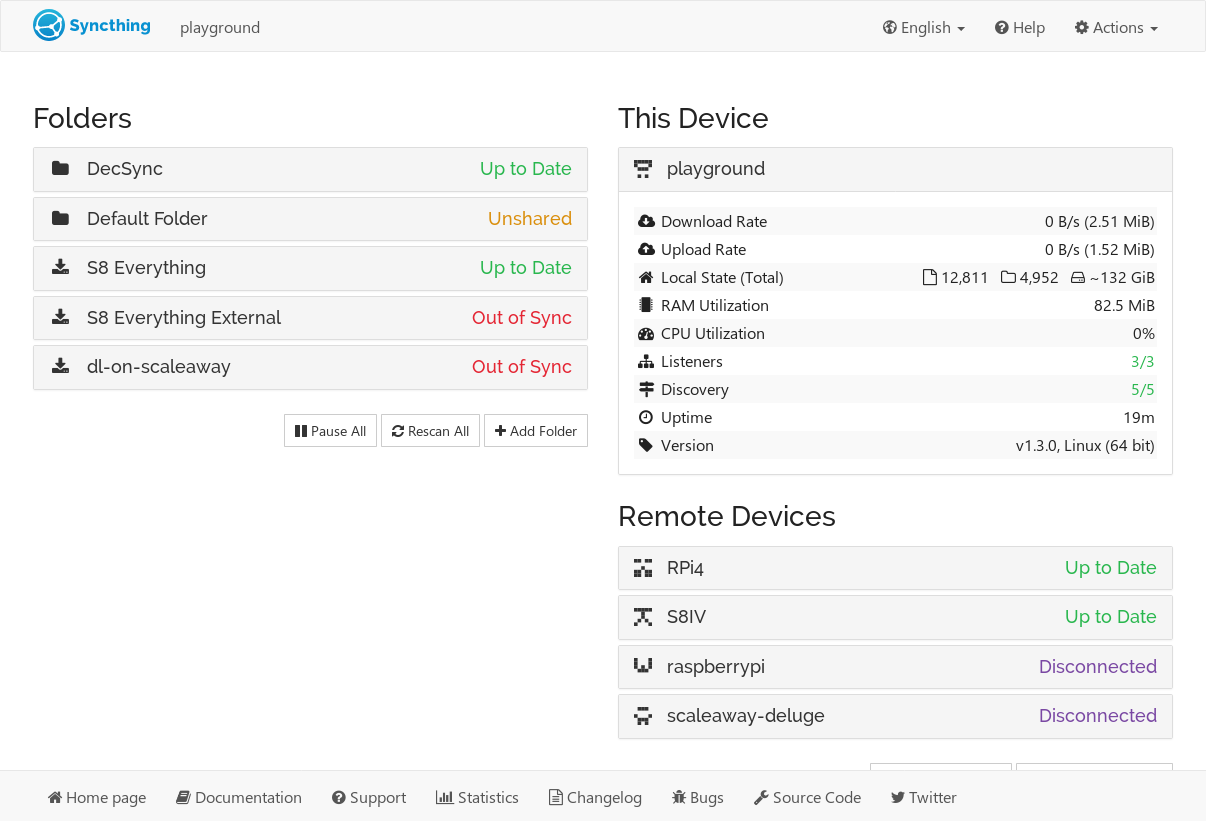 Syncthing playground English Help Actions
Folders
DecSync Up to Date
Default Folder Unshared
S8 Everything Up to Date
S8 Everything External Out of Sync
dl-on-scaleaway Out of Sync
Pause All Rescan All Add Folder
This Device
playground
Download Rate 0 B/s (2.51 MiB)
Upload Rate 0 B/s (1.52 MiB)
Local State (Total) 12,811 4,952 ~132 GiB
RAM Utilization 82.5 MiB
CPU Utilization 0%
Listeners 3/3
Discovery 5/5
Uptime 19m
Version v1.3.0, Linux (64 bit)
Remote Devices
RPi4 Up to Date
S8IV Up to Date
raspberrypi Disconnected
scaleaway-deluge Disconnected
Home page Documentation Support Statistics Changelog Bugs Source Code Twitter